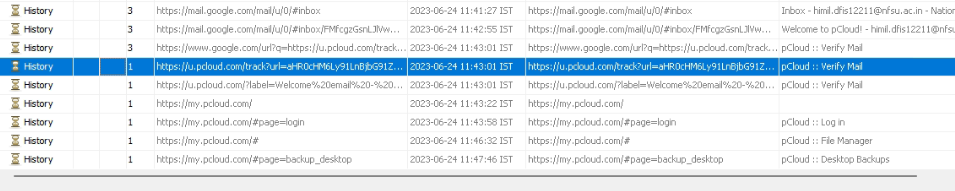 History 3 https://mail.google.com/mail/u/0/#inbox 2023-06-24 11:41:27 IST https://mail.google.com/mail/u/0/#inbox Inbox - himil.dfis12211@nfsu.ac.in - Nation
History 3 https://mail.google.com/mail/u/0/#inbox/FMfcgzGsnLJlVw... 2023-06-24 11:42:55 IST https://mail.google.com/mail/u/0/#inbox/FMfcgzGsnLJlVw... Welcome to pCloud! - himil.dfis12211@nfsu
History 3 https://www.google.com/url?q=https://u.pcloud.com/track... 2023-06-24 11:43:01 IST https://www.google.com/url?q=https://u.pcloud.com/track... pCloud :: Verify Mail
History 1 https://u.pcloud.com/track?url=aHR0cHM6Ly91LnBjbG91Z... 2023-06-24 11:43:01 IST https://u.pcloud.com/track?url=aHR0cHM6Ly91LnBjbG91Z... pCloud :: Verify Mail
History 1 https://u.pcloud.com/?label=Welcome%20email%20-%20... 2023-06-24 11:43:01 IST https://u.pcloud.com/?label=Welcome%20email%20-%... pCloud :: Verify Mail
History 1 https://my.pcloud.com/ 2023-06-24 11:43:22 IST https://my.pcloud.com/
History 1 https://my.pcloud.com/#page=login 2023-06-24 11:43:58 IST https://my.pcloud.com/#page=login pCloud :: Log in
History 1 https://my.pcloud.com/# 2023-06-24 11:46:32 IST https://my.pcloud.com/# pCloud :: File Manager
History 1 https://my.pcloud.com/#page=backup_desktop 2023-06-24 11:47:46 IST https://my.pcloud.com/#page=backup_desktop pCloud :: Desktop Backups